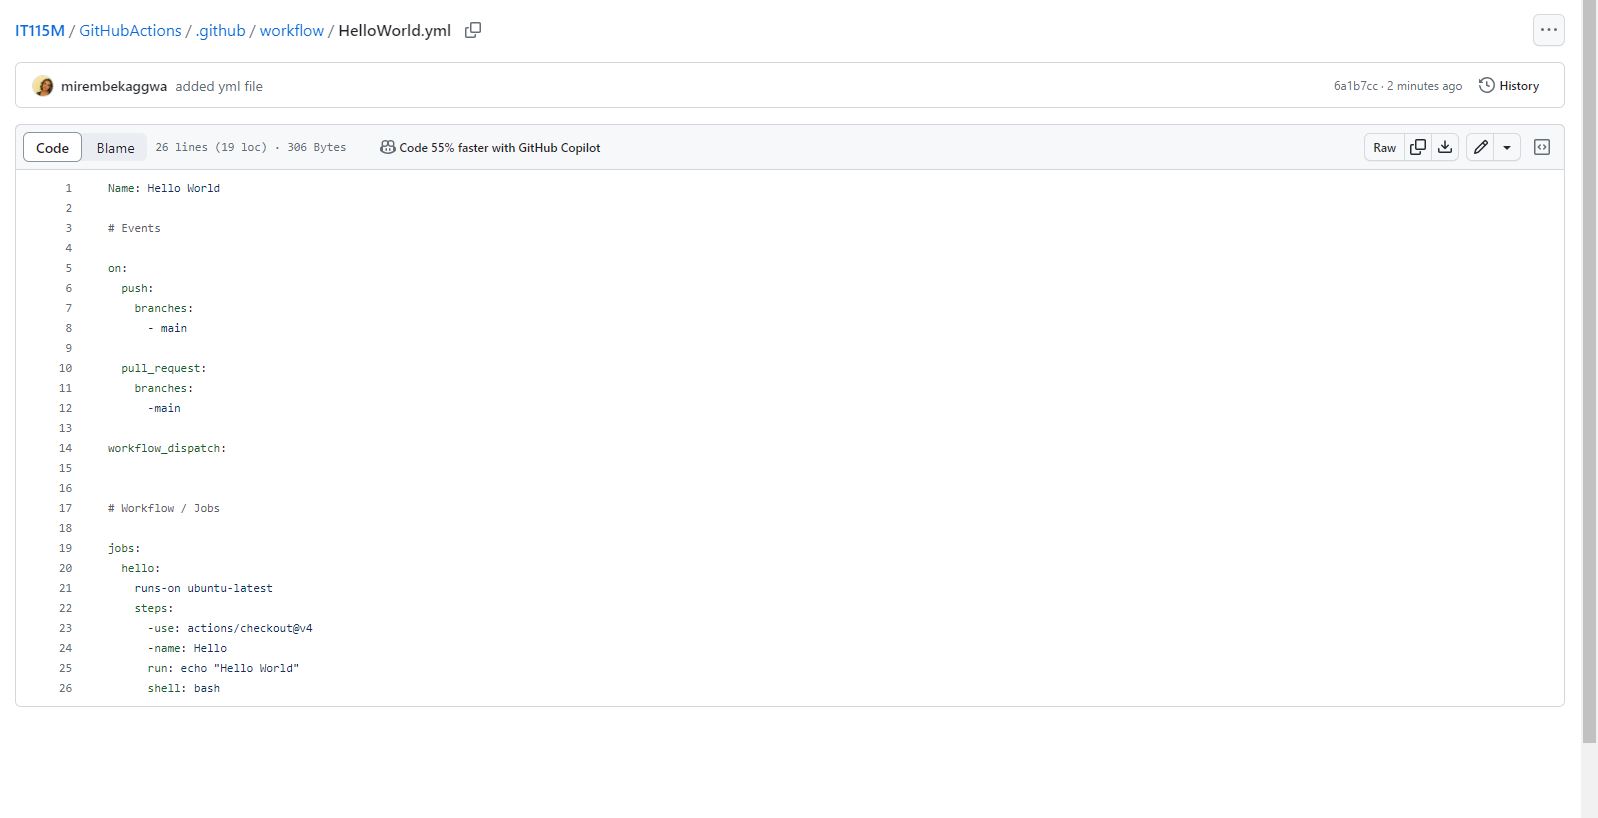 IT115M / GitHubActions / .github / workflow / HelloWorld.yml
mirembekaggwa added yml file 6a1b7cc · 2 minutes ago History
Code Blame 26 lines (19 loc) · 306 Bytes Code 55% faster with GitHub Copilot Raw
1 Name: Hello World
2
3 # Events
4
5 on:
6 push:
7 branches:
8 - main
9
10 pull_request:
11 branches:
12 -main
13
14 workflow_dispatch:
15
16
17 # Workflow / Jobs
18
19 jobs:
20 hello:
21 runs-on ubuntu-latest
22 steps:
23 -use: actions/checkout@v4
24 -name: Hello
25 run: echo "Hello World"
26 shell: bash